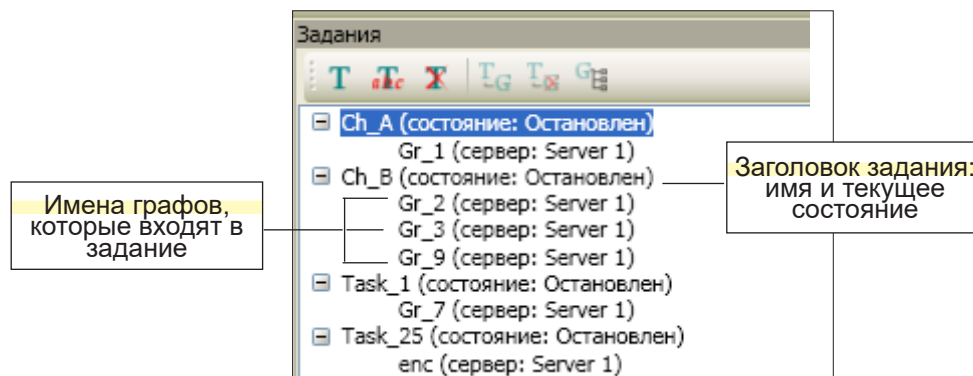 Задания
T abc T T G T G
Ch_A (состояние: Остановлен)
Gr_1 (сервер: Server 1)
Ch_B (состояние: Остановлен)
Gr_2 (сервер: Server 1)
Gr_3 (сервер: Server 1)
Gr_9 (сервер: Server 1)
Task_1 (состояние: Остановлен)
Gr_7 (сервер: Server 1)
Task_25 (состояние: Остановлен)
enc (сервер: Server 1)
Имена графов,
которые входят в
задание
Заголовок задания:
имя и текущее
состояние